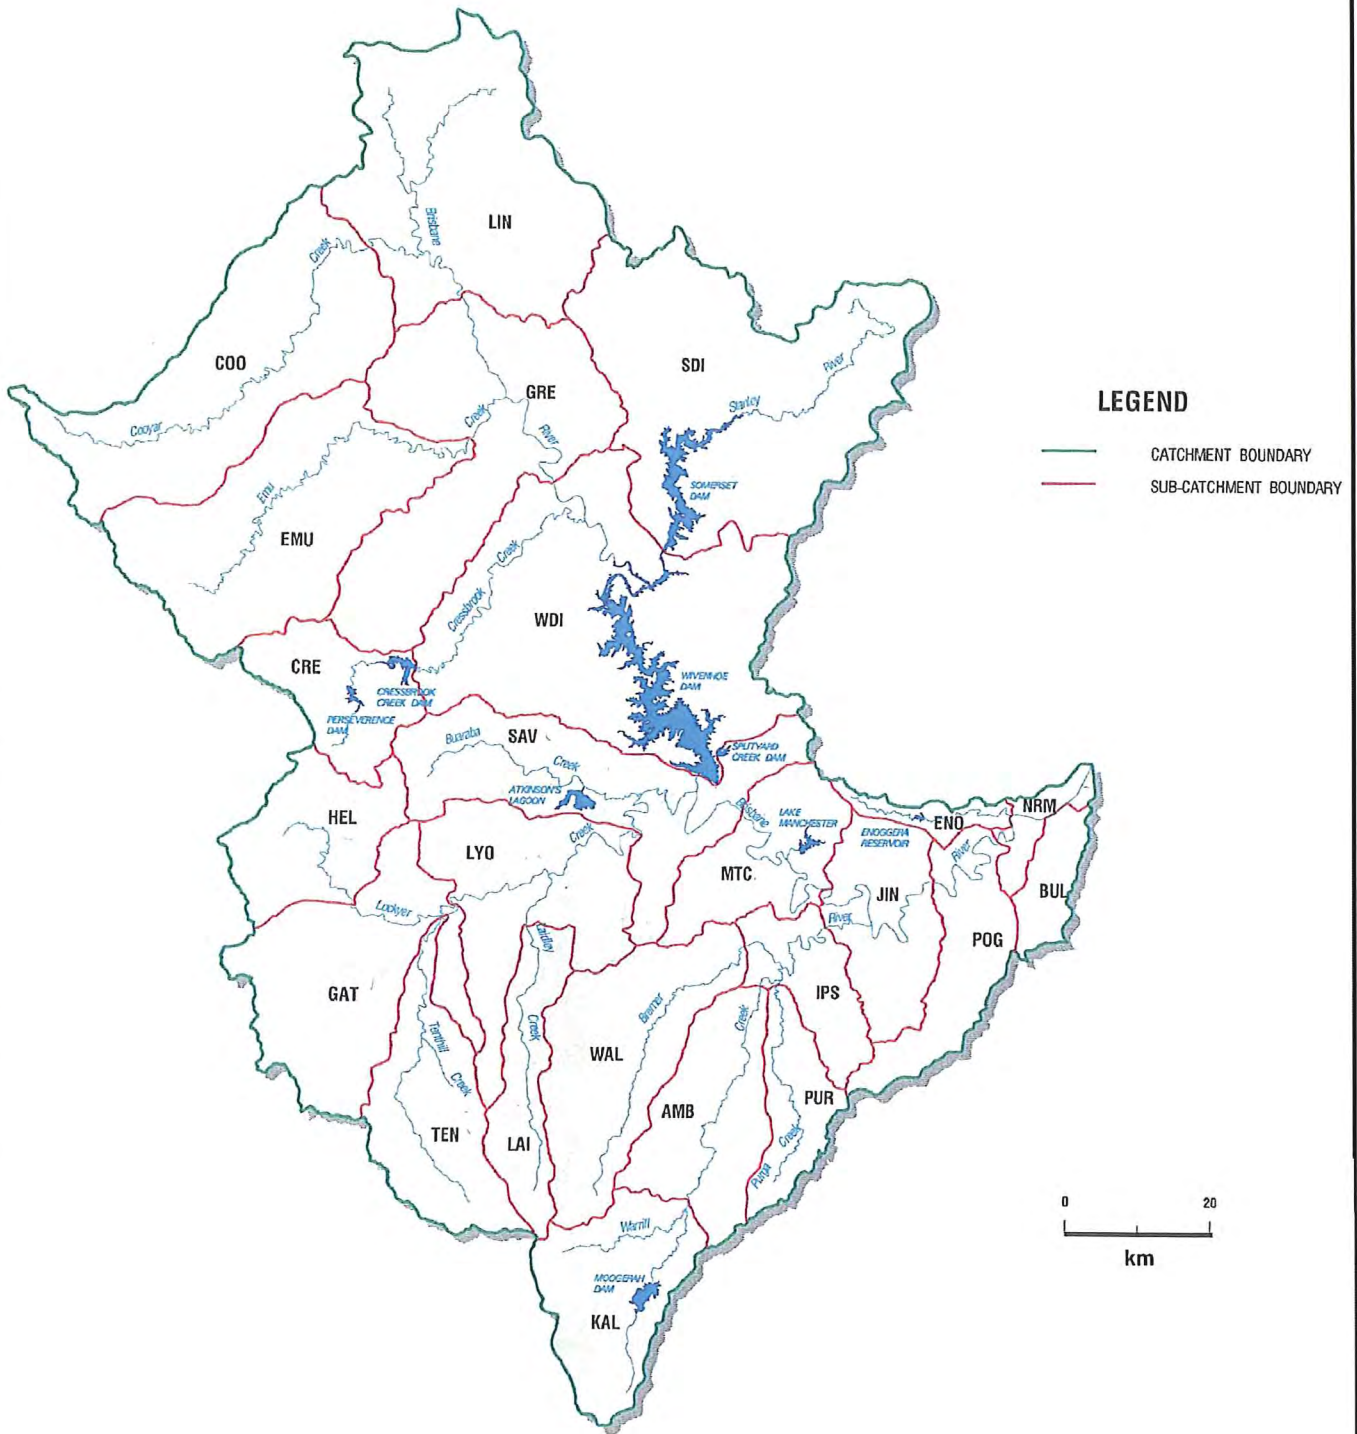 LIN
Brisbane
Creek
COO
Cooyar
SDI
River
Stanley
GRE
Creek
River
LEGEND
CATCHMENT BOUNDARY
SUB-CATCHMENT BOUNDARY
SOMERSET
DAM
Emu
EMU
Creek
Cressbrook
WDI
CRE
CRESSBROOK
CREEK DAM
WIVENHOE
DAM
PERSEVERENCE
DAM
SAV
Buaraba
Creek
SPLITYARD
CREEK DAM
ATKINSON'S
LAGOON
Brisbane
LAKE
MANCHESTER
NRM
ENO
ENOGGERA
RESERVOIR
HEL
Creek
LYO
River
MTC
JIN
BUL
Lockyer
River
Laidley
POG
GAT
IPS
Bremer
Creek
Creek
Tenthill
Creek
WAL
AMB
PUR
TEN
LAI
Creek
Purga
0 20
km
Warrill
MOOGERAH
DAM
KAL